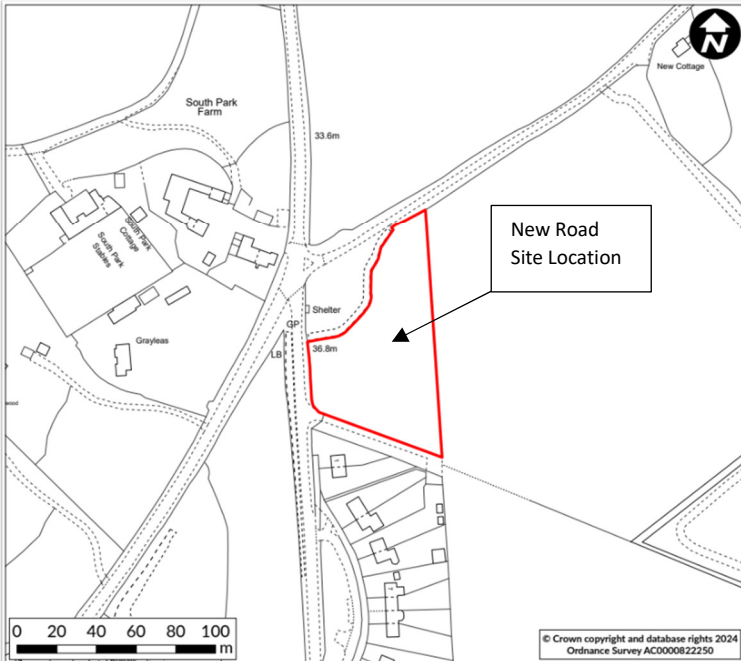 N
New Cottage
South Park
Farm
33.6m
South Park
Cottage
South Park
Stables
New Road
Site Location
Shelter
GP
36.8m
LB
Grayleas
wood
0 20 40 60 80 100
m
© Crown copyright and database rights 2024
Ordnance Survey AC0000822250